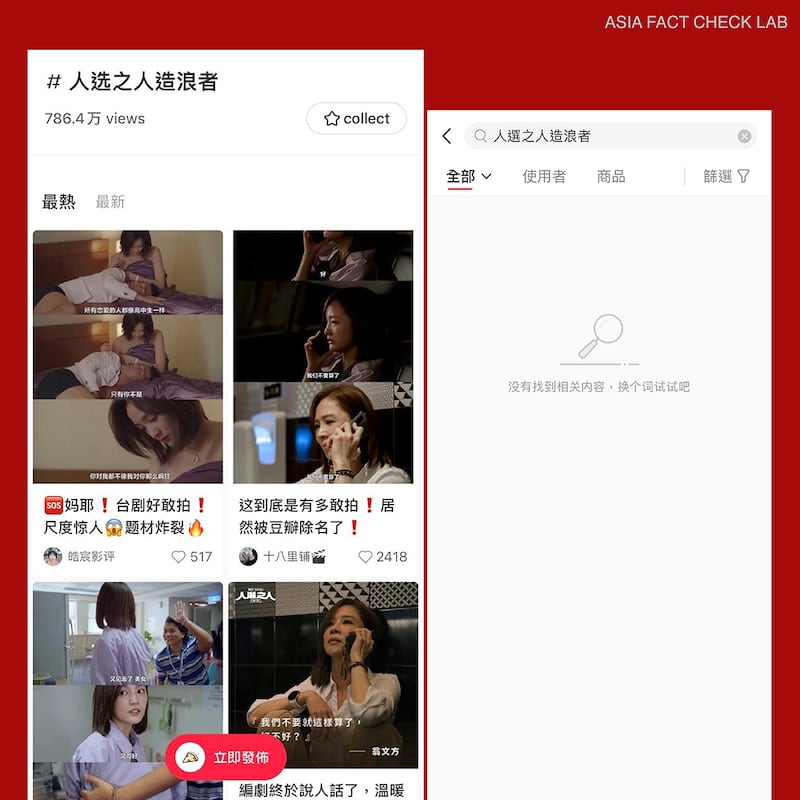 ASIA FACT CHECK LAB
# 人选之人造浪者
786.4万 views
collect
最熱
最新
所有恋爱的人都像高中生一样
只有你不是
你对我都不像我对你那么疯狂
🆘妈耶❗台剧好敢拍❗
尺度惊人😱题材炸裂🔥
皓宸影评
517
好
我们不要算了
这到底是有多敢拍❗居
然被豆瓣除名了❗
十八里铺🎬
2418
又见面了 美女
人選之人
『 我們不要就這樣算了，
好不好？ 』
—— 翁文方
立即發佈
編劇終於說人話了，溫暖
人選之人造浪者
全部
使用者
商品
篩選
没有找到相关内容，换个词试试吧